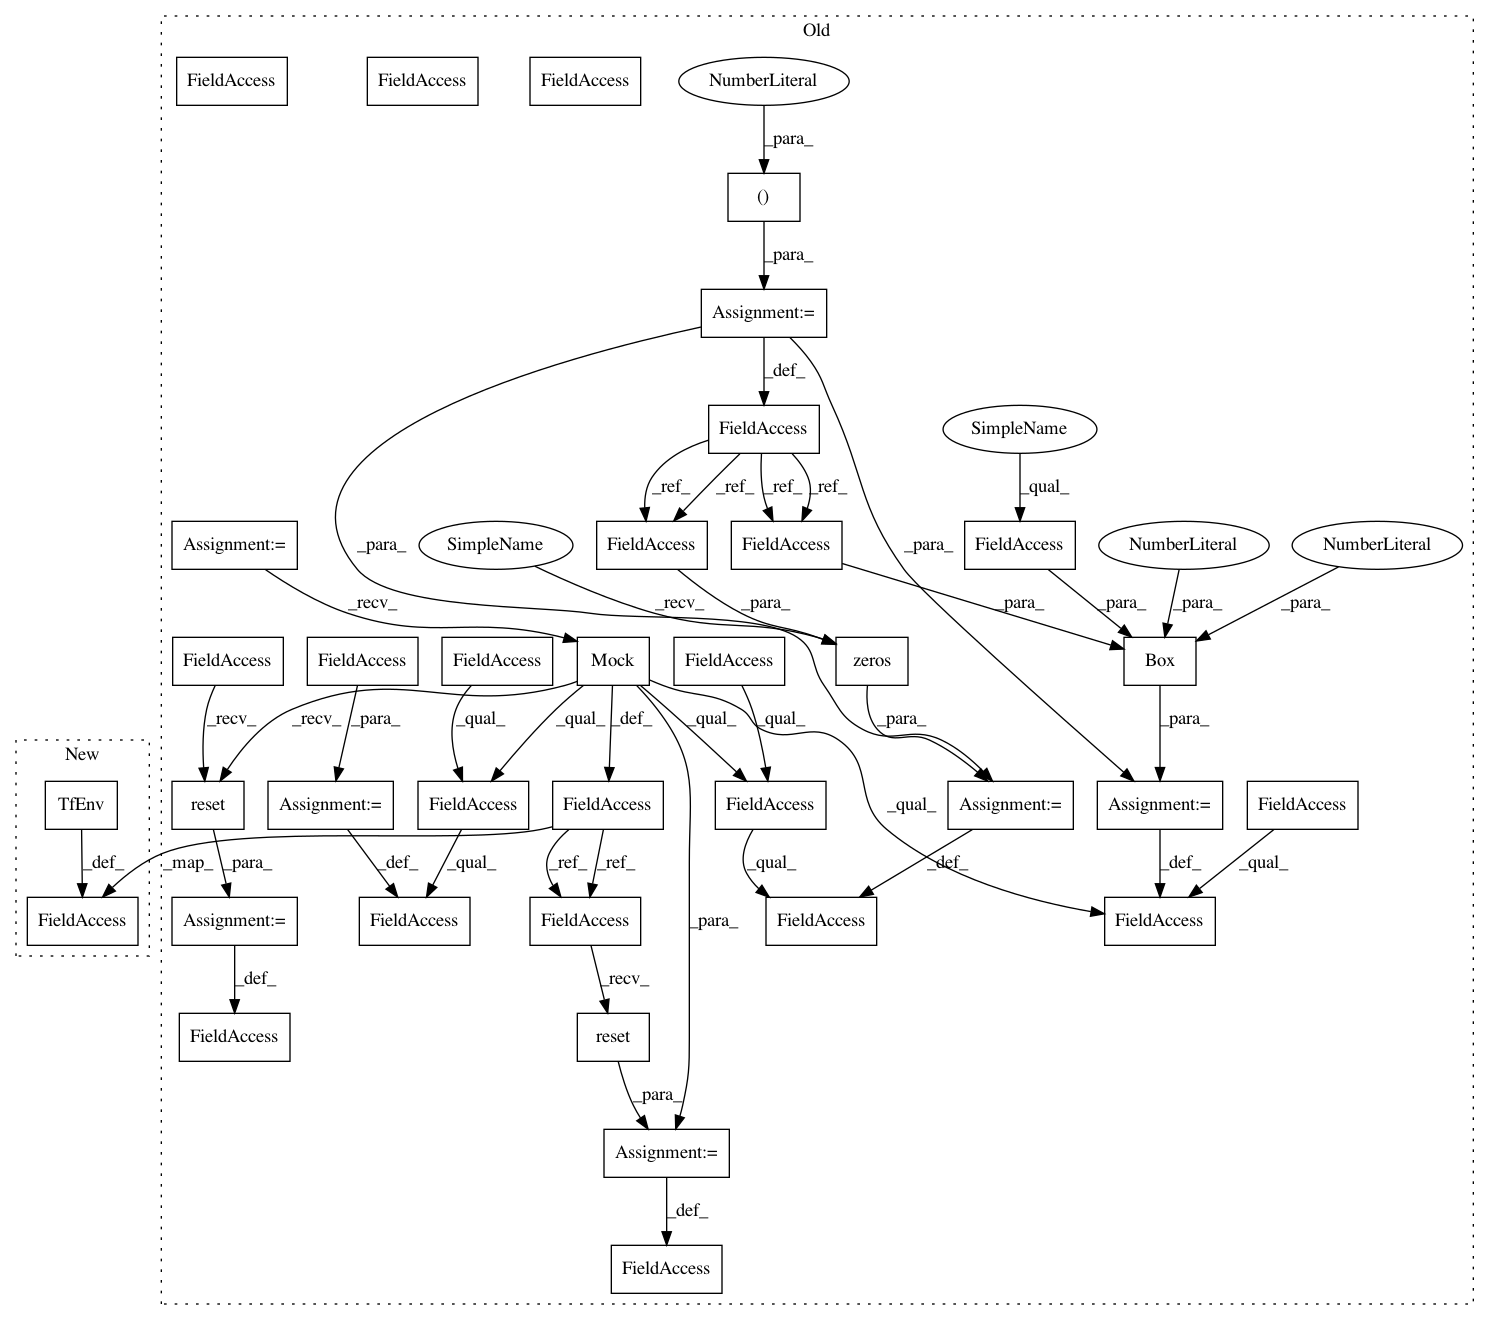 Old
FieldAccess
FieldAccess
FieldAccess
NumberLiteral
_para_
()
_para_
Assignment:=
_def_
FieldAccess
SimpleName
_ref_
_ref_
_ref_
_ref_
_qual_
Assignment:=
_para_
SimpleName
FieldAccess
FieldAccess
_para_
FieldAccess
NumberLiteral
NumberLiteral
_recv_
_recv_
_para_
_para_
_para_
_para_
_para_
FieldAccess
FieldAccess
FieldAccess
Mock
FieldAccess
zeros
Box
_recv_
_recv_
_para_
_qual_
_qual_
_def_
_qual_
_qual_
_para_
_para_
New
TfEnv
reset
Assignment:=
FieldAccess
FieldAccess
FieldAccess
_qual_
Assignment:=
Assignment:=
FieldAccess
_def_
_map_
_para_
_def_
_qual_
_ref_
_ref_
_qual_
_def_
_def_
_qual_
FieldAccess
Assignment:=
FieldAccess
FieldAccess
_para_
FieldAccess
FieldAccess
_def_
_recv_
FieldAccess
reset
_para_
Assignment:=
_def_
FieldAccess